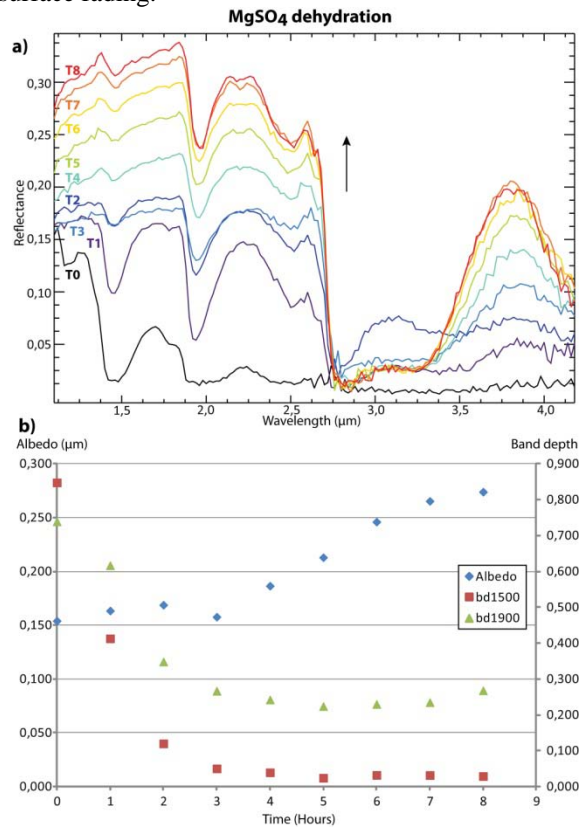 surface fading.
MgSO4 dehydration
a)
0,30
0,25
0,20
0,15
0,10
0,05
Reflectance
T8
T7
T6
T5
T4
T2
T3
T1
T0
1,5 2,0 2,5 3,0 3,5 4,0
Wavelength (µm)
b)
Albedo (µm) Band depth
0,300 0,900
0,800
0,250
0,700
0,200 0,600
0,500
0,150
0,400
0,100 0,300
0,200
0,050
0,100
0,000 0,000
Albedo
bd1500
bd1900
0 1 2 3 4 5 6 7 8 9
Time (Hours)